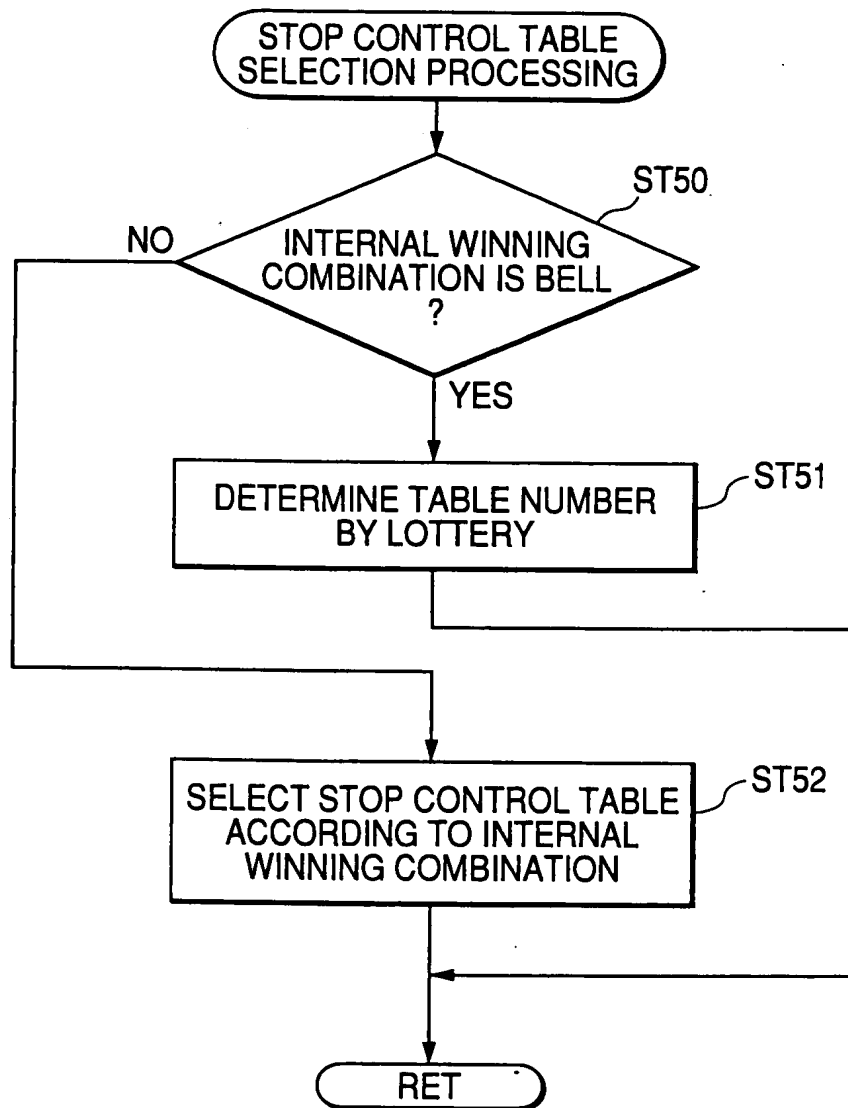 STOP CONTROL TABLE
SELECTION PROCESSING
ST50
NO
INTERNAL WINNING
COMBINATION IS BELL
?
YES
ST51
DETERMINE TABLE NUMBER
BY LOTTERY
ST52
SELECT STOP CONTROL TABLE
ACCORDING TO INTERNAL
WINNING COMBINATION
RET